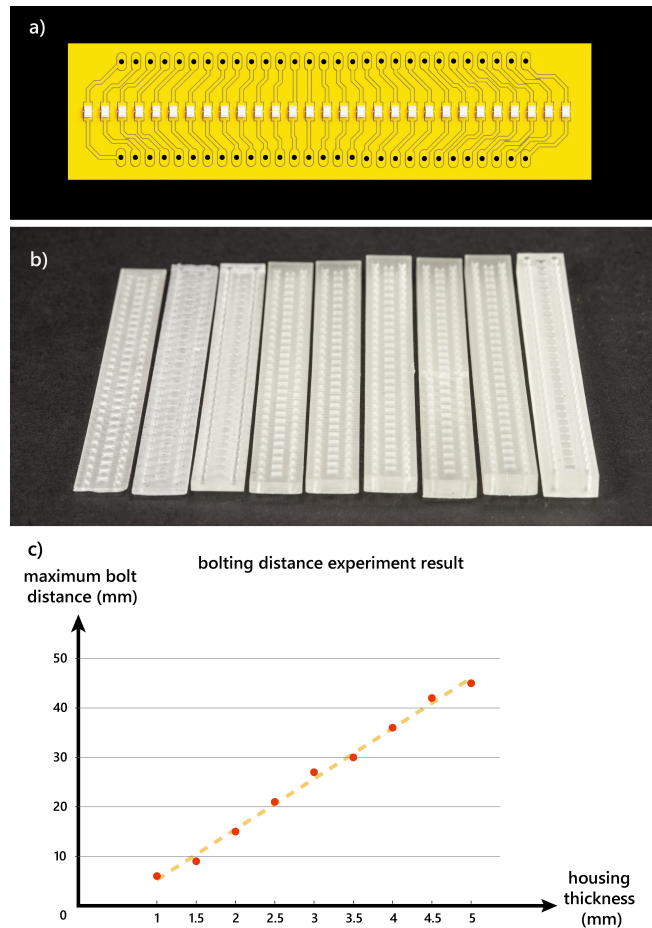 a)
b)
c)
bolting distance experiment result
maximum bolt
distance (mm)
50
40
30
20
10
0
1 1.5 2 2.5 3 3.5 4 4.5 5
housing
thickness
(mm)